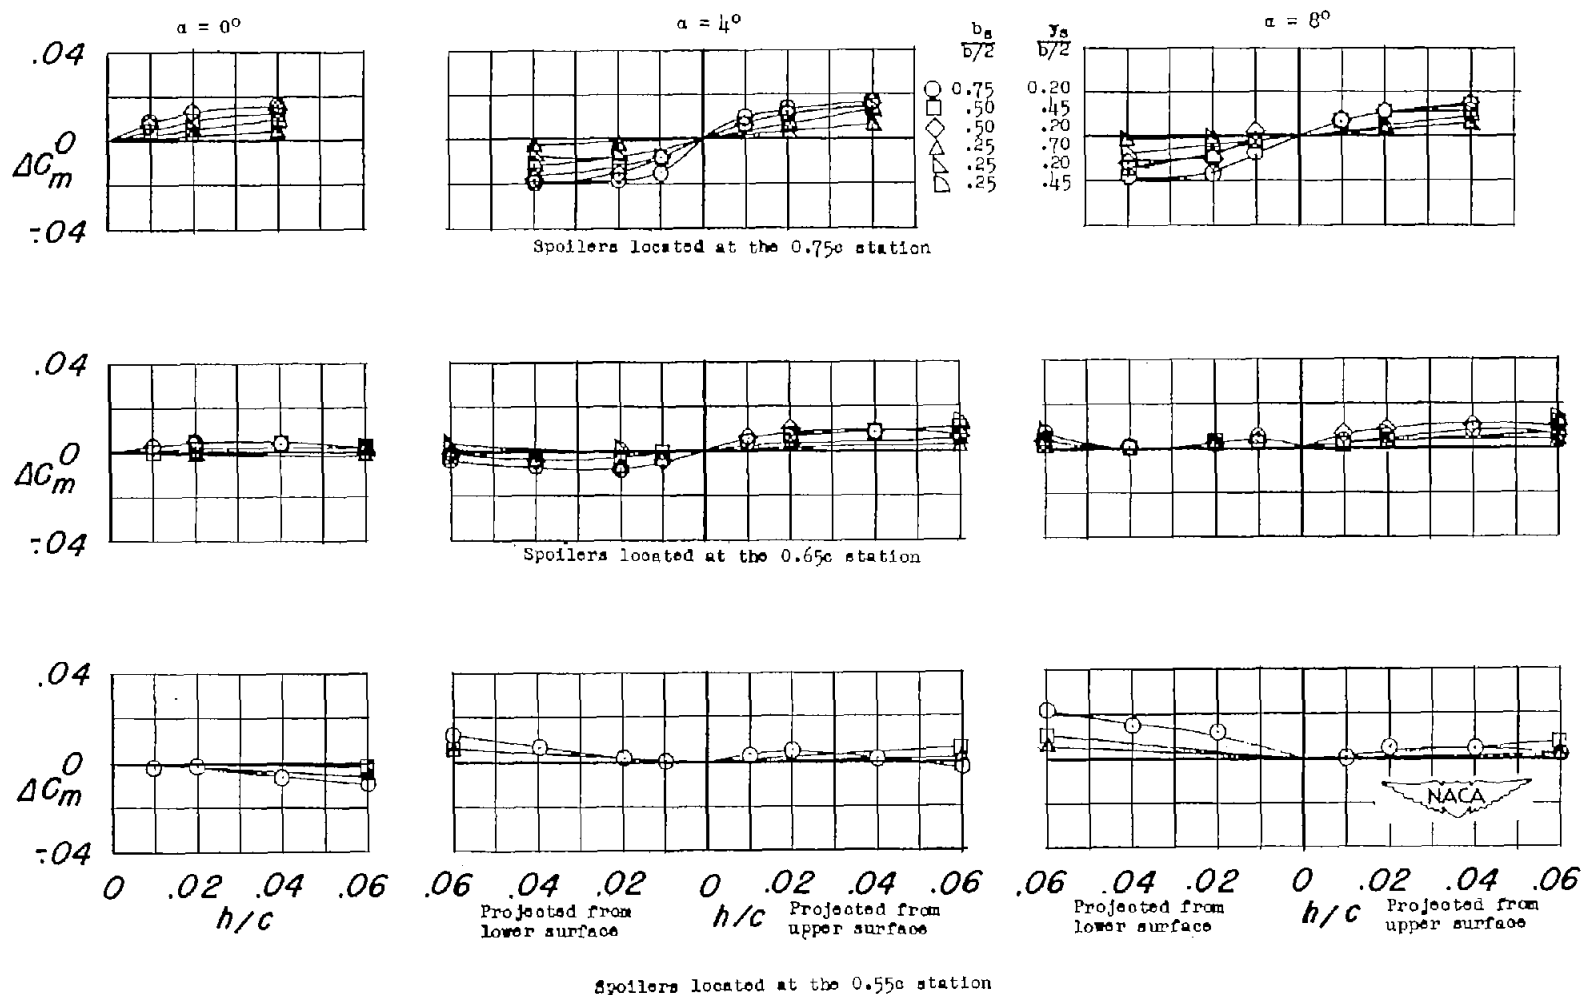 α = 0º
α = 4º
α = 8º
bs
b/2
ys
b/2
0.75 0.20
.50 .45
.50 .20
.25 .70
.25 .20
.25 .45
.04
0
ΔCm
-.04
Spoilers located at the 0.75c station
.04
0
ΔCm
-.04
Spoilers located at the 0.65c station
.04
0
ΔCm
-.04
NACA
0 .02 .04 .06
h/c
.06 .04 .02 0 .02 .04 .06
Projected from
lower surface
h/c
Projected from
upper surface
.06 .04 .02 0 .02 .04 .06
Projected from
lower surface
h/c
Projected from
upper surface
Spoilers located at the 0.55c station